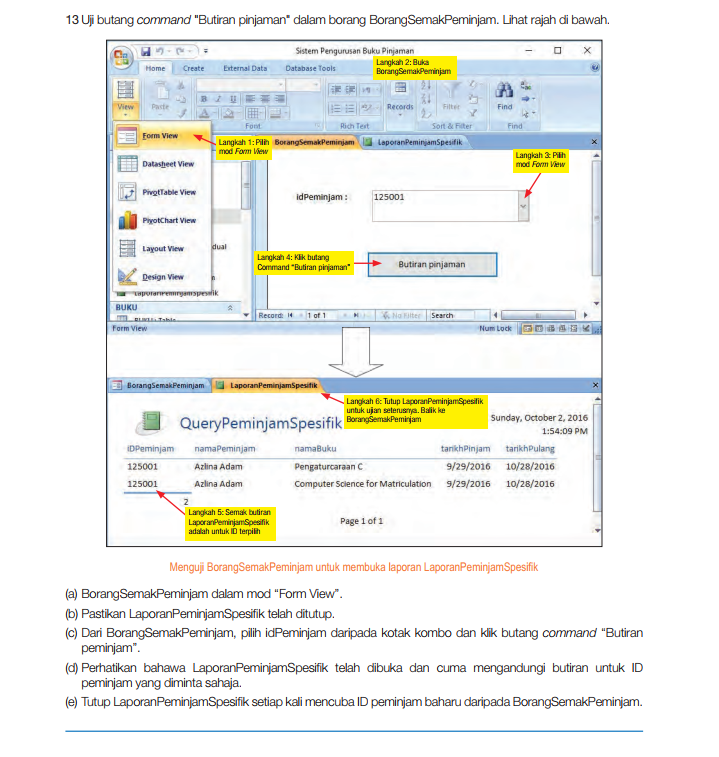 13 Uji butang command "Butiran pinjaman" dalam borang BorangSemakPeminjam. Lihat rajah di bawah.
Sistem Pengurusan Buku Pinjaman
Home Create External Data Database Tools
Langkah 2: Buka
BorangSemakPeminjam
View Paste Records Filter Find
Font Rich Text Sort & Filter Find
Form View
Langkah 1: Pilih
mod Form View
BorangSemakPeminjam LaporanPeminjamSpesifik
Datasheet View
Langkah 3: Pilih
mod Form View
PivotTable View
idPeminjam : 125001
PivotChart View
Layout View
dual
Langkah 4: Klik butang
Command "Butiran pinjaman"
Butiran pinjaman
Design View
LaporanPeminjamSpesifik
BUKU
BUKU : Table
Record: 1 of 1 No Filter Search
Form View Num Lock
BorangSemakPeminjam LaporanPeminjamSpesifik
Langkah 6: Tutup LaporanPeminjamSpesifik
untuk ujian seterusnya. Balik ke
BorangSemakPeminjam
QueryPeminjamSpesifik
Sunday, October 2, 2016
1:54:09 PM
IDPeminjam namaPeminjam namaBuku tarikhPinjam tarikhPulang
125001 Azlina Adam Pengaturcaraan C 9/29/2016 10/28/2016
125001 Azlina Adam Computer Science for Matriculation 9/29/2016 10/28/2016
2
Langkah 5: Semak butiran
LaporanPeminjamSpesifik
adalah untuk ID terpilih
Page 1 of 1
Menguji BorangSemakPeminjam untuk membuka laporan LaporanPeminjamSpesifik
(a) BorangSemakPeminjam dalam mod “Form View”.
(b) Pastikan LaporanPeminjamSpesifik telah ditutup.
(c) Dari BorangSemakPeminjam, pilih idPeminjam daripada kotak kombo dan klik butang command “Butiran
peminjam”.
(d) Perhatikan bahawa LaporanPeminjamSpesifik telah dibuka dan cuma mengandungi butiran untuk ID
peminjam yang diminta sahaja.
(e) Tutup LaporanPeminjamSpesifik setiap kali mencuba ID peminjam baharu daripada BorangSemakPeminjam.